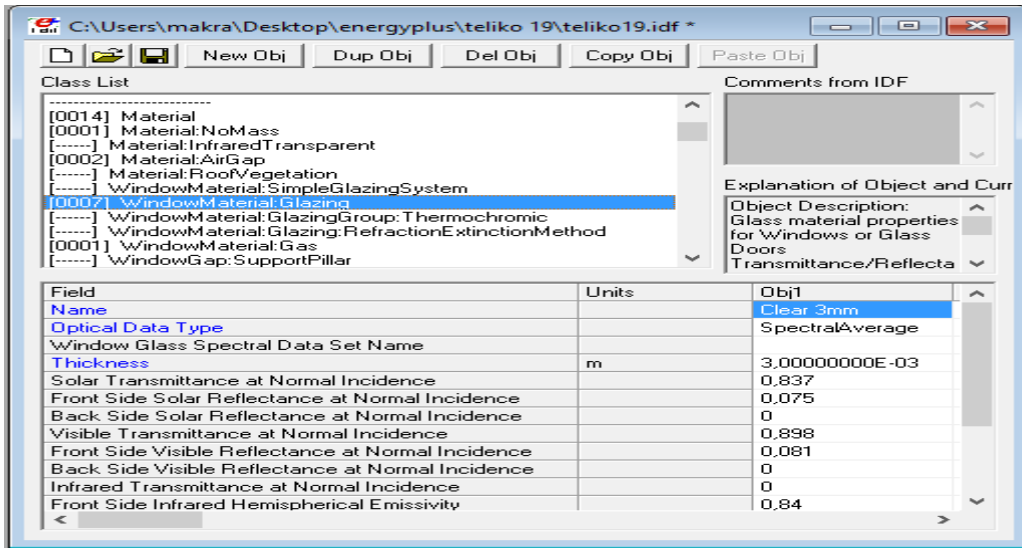 C:\Users\makra\Desktop\energyplus\teliko 19\teliko19.idf *
New Obj Dup Obj Del Obj Copy Obj Paste Obj
Class List
-------------------------
[0014] Material
[0001] Material:NoMass
[------] Material:InfraredTransparent
[0002] Material:AirGap
[------] Material:RoofVegetation
[------] WindowMaterial:SimpleGlazingSystem
[0007] WindowMaterial:Glazing
[------] WindowMaterial:GlazingGroup:Thermochromic
[------] WindowMaterial:Glazing:RefractionExtinctionMethod
[0001] WindowMaterial:Gas
[------] WindowGap:SupportPillar
Comments from IDF
Explanation of Object and Curr
Object Description:
Glass material properties
for Windows or Glass
Doors
Transmittance/Reflecta
Field Units Obj1
Name Clear 3mm
Optical Data Type SpectralAverage
Window Glass Spectral Data Set Name
Thickness m 3,00000000E-03
Solar Transmittance at Normal Incidence 0,837
Front Side Solar Reflectance at Normal Incidence 0,075
Back Side Solar Reflectance at Normal Incidence 0
Visible Transmittance at Normal Incidence 0,898
Front Side Visible Reflectance at Normal Incidence 0,081
Back Side Visible Reflectance at Normal Incidence 0
Infrared Transmittance at Normal Incidence 0
Front Side Infrared Hemispherical Emissivity 0,84